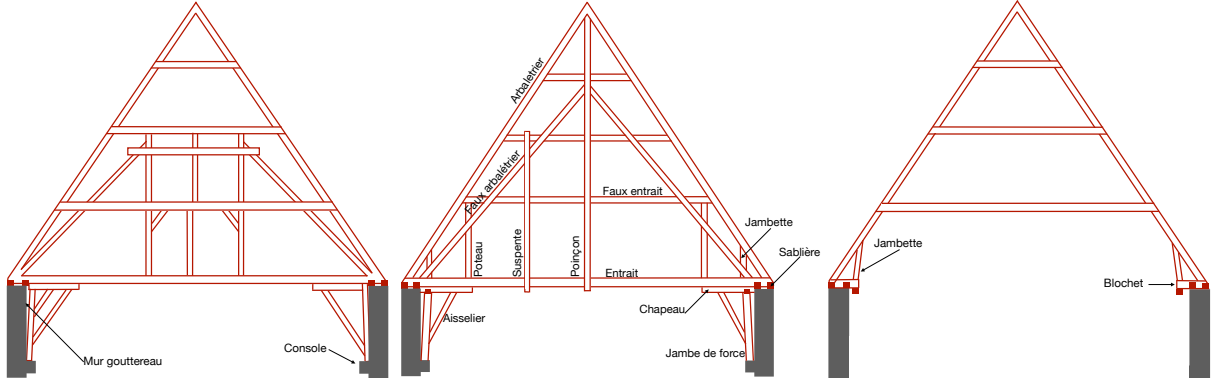 Mur gouttereau
Console
Arbaletrier
Faux arbalétrier
Poteau
Suspente
Poinçon
Faux entrait
Jambette
Sablière
Entrait
Chapeau
Aisselier
Jambe de force
Jambette
Blochet